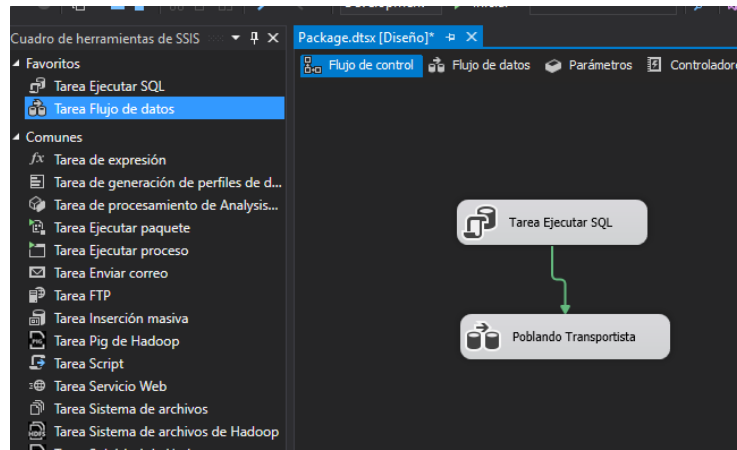 Cuadro de herramientas de SSIS
Package.dtsx [Diseño]*
Favoritos
Tarea Ejecutar SQL
Tarea Flujo de datos
Comunes
fx Tarea de expresión
Tarea de generación de perfiles de d...
Tarea de procesamiento de Analysis...
Tarea Ejecutar paquete
Tarea Ejecutar proceso
Tarea Enviar correo
Tarea FTP
Tarea Inserción masiva
Tarea Pig de Hadoop
Tarea Script
Tarea Servicio Web
Tarea Sistema de archivos
Tarea Sistema de archivos de Hadoop
Flujo de control
Flujo de datos
Parámetros
Controladore
Tarea Ejecutar SQL
Poblando Transportista